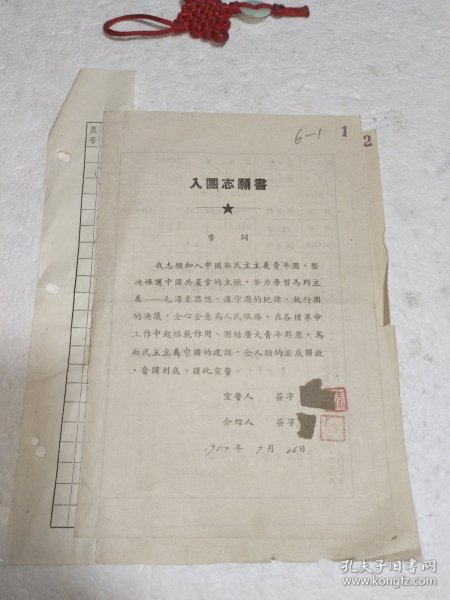 类号
6-1
1
2
入團志願書
誓詞
我志願加入中國新民主主義青年團，堅
决擁護中國共產黨的主張，努力學習馬列主
義——毛澤東思想，遵守團的紀律，執行團
的决議，全心全意爲人民服務，在各種革命
工作中起模範作用。團結廣大青年群衆，爲
新民主主義中國的建設，全人類的澈底解放
，奮鬪到底。謹此宣誓。
宣誓人 簽字
介紹人 簽字
年 7 月 26 日
孔夫子旧书网
www.kongfz.com